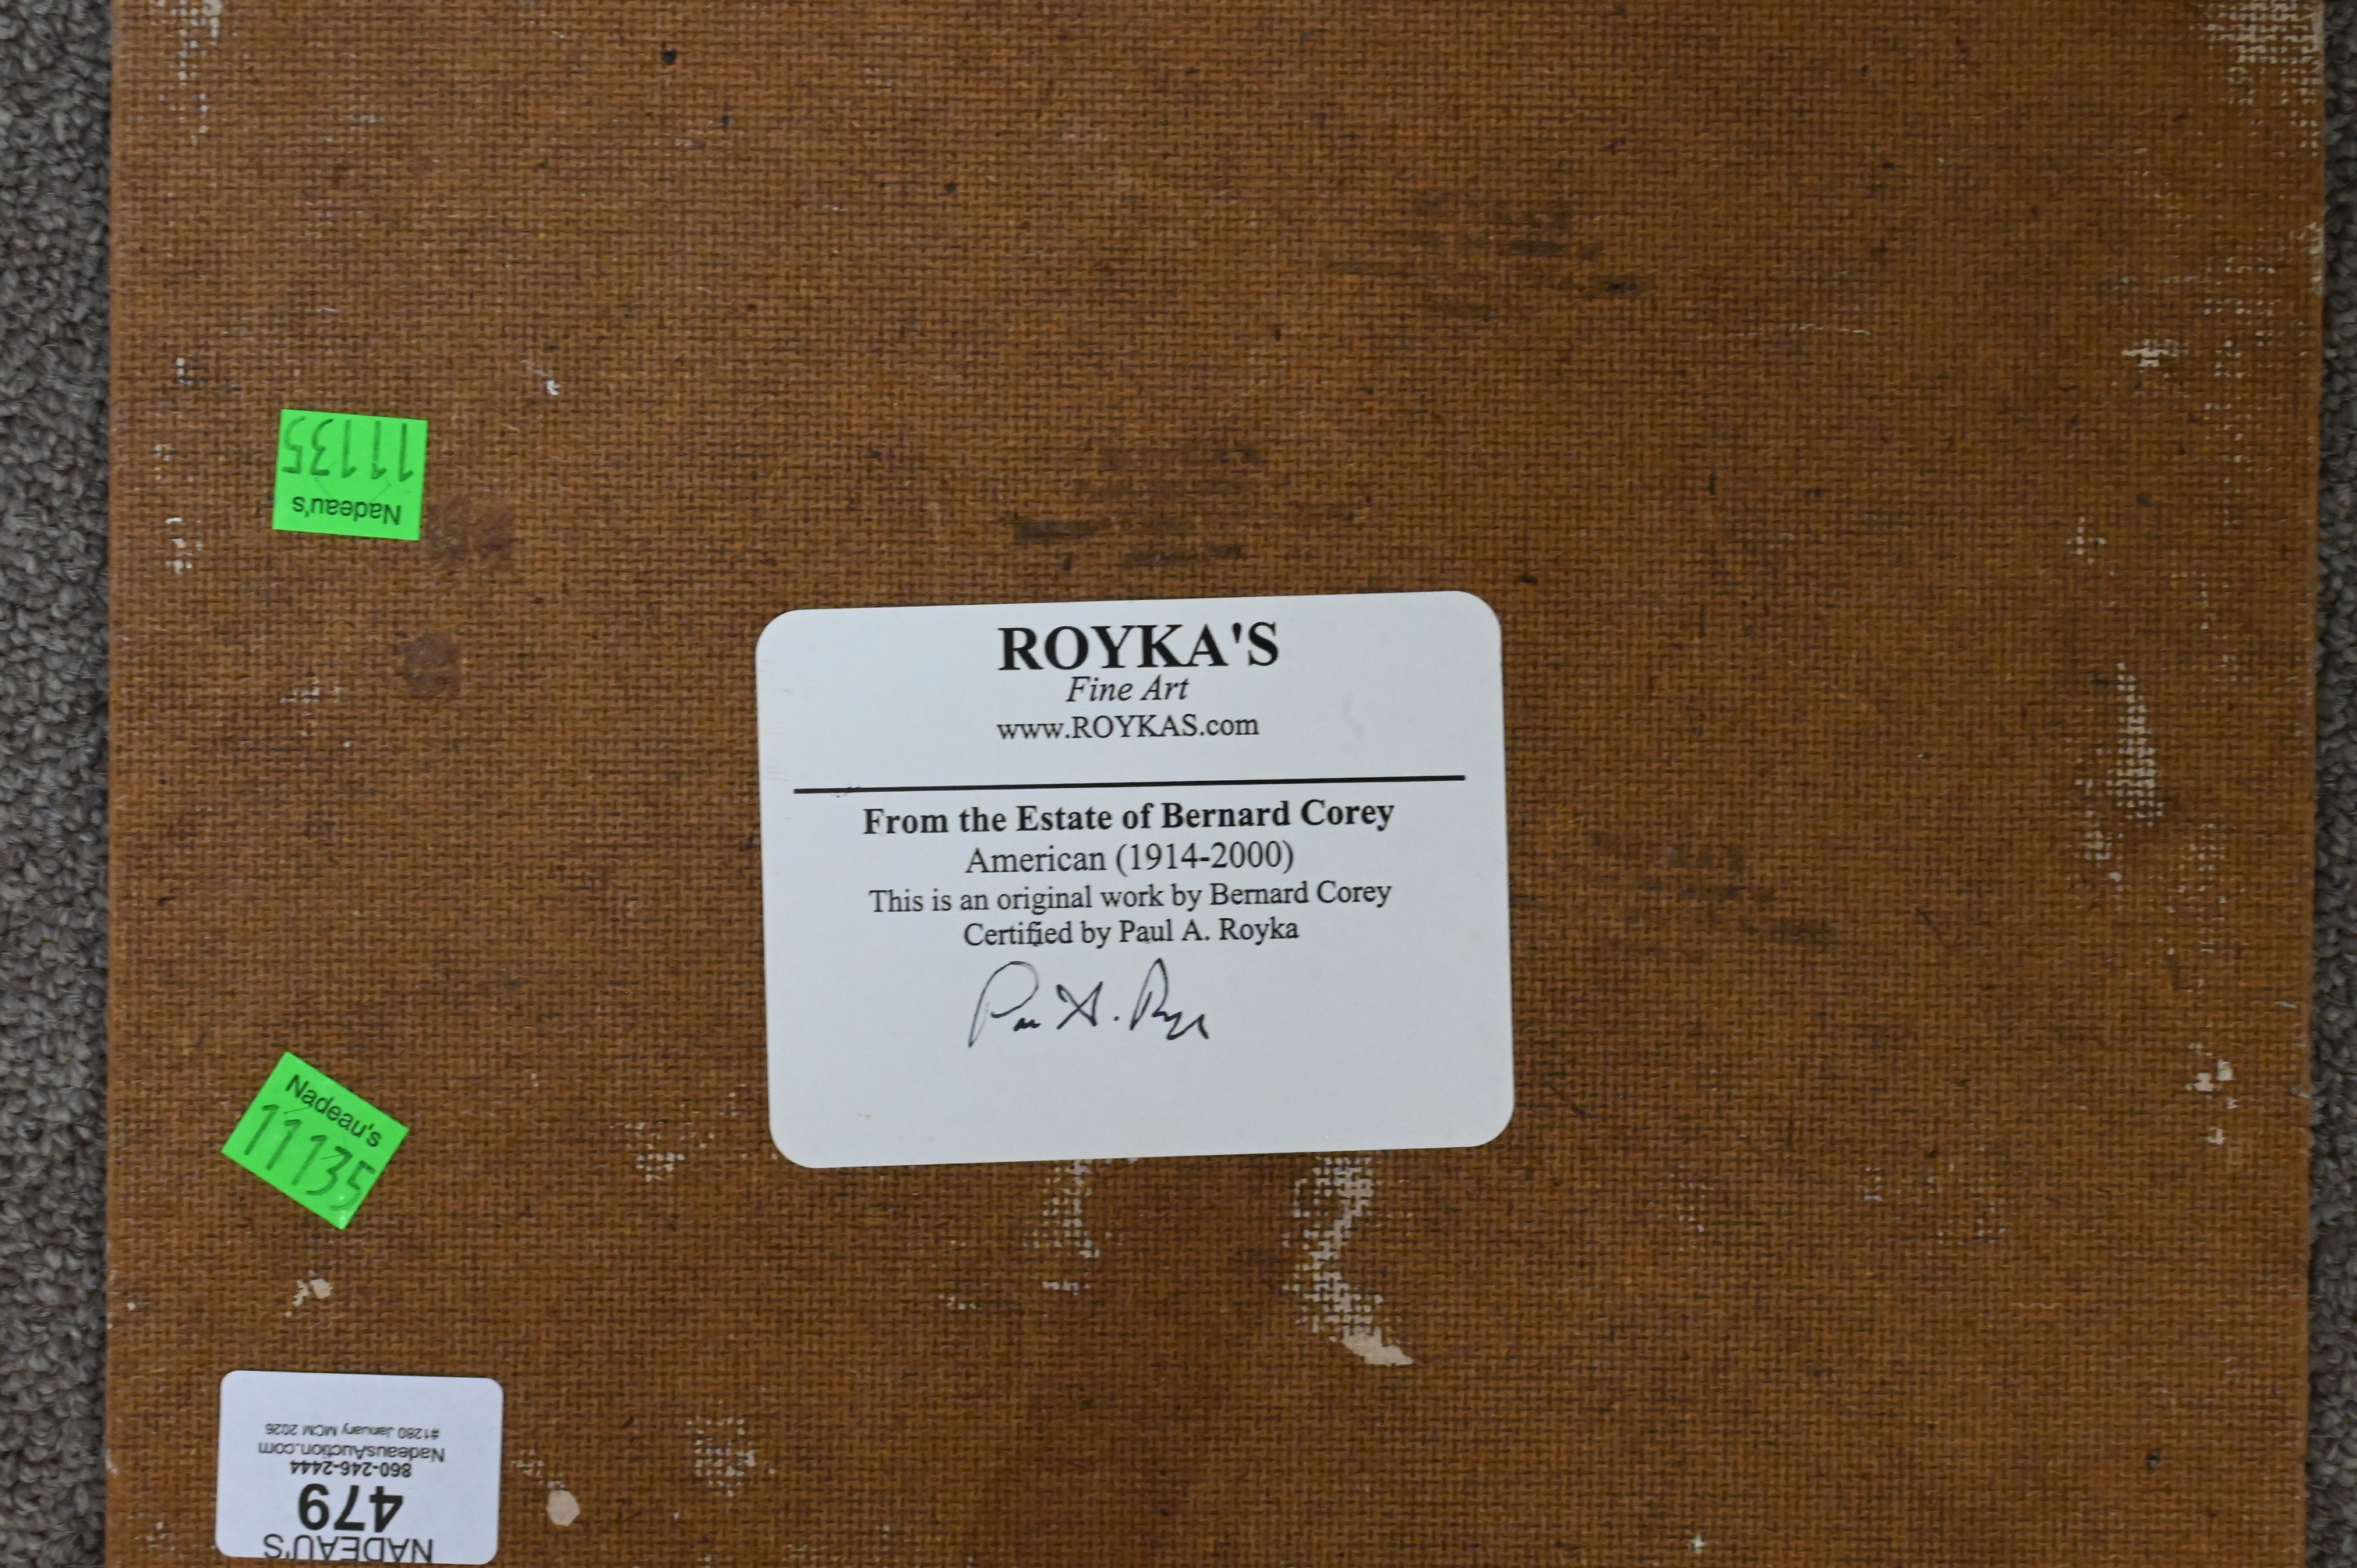 11135
Nadeau's
ROYKA'S
Fine Art
www.ROYKAS.com
From the Estate of Bernard Corey
American (1914-2000)
This is an original work by Bernard Corey
Certified by Paul A. Royka
Nadeau's
11135
NADEAU'S
479
860-246-2444
NadeausAuction.com
#1280 January MCM 2026